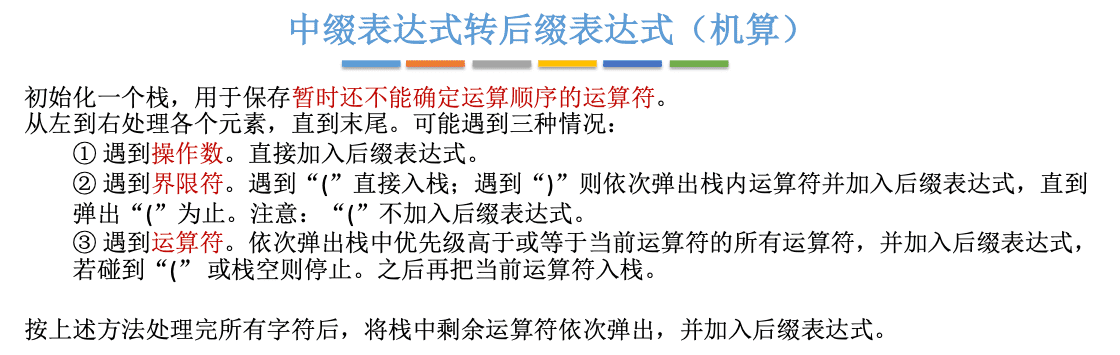 中缀表达式转后缀表达式（机算）
初始化一个栈，用于保存暂时还不能确定运算顺序的运算符。
从左到右处理各个元素，直到末尾。可能遇到三种情况：
① 遇到操作数。直接加入后缀表达式。
② 遇到界限符。遇到“(”直接入栈；遇到“)”则依次弹出栈内运算符并加入后缀表达式，直到
弹出“(”为止。注意：“(”不加入后缀表达式。
③ 遇到运算符。依次弹出栈中优先级高于或等于当前运算符的所有运算符，并加入后缀表达式，
若碰到“(” 或栈空则停止。之后再把当前运算符入栈。
按上述方法处理完所有字符后，将栈中剩余运算符依次弹出，并加入后缀表达式。